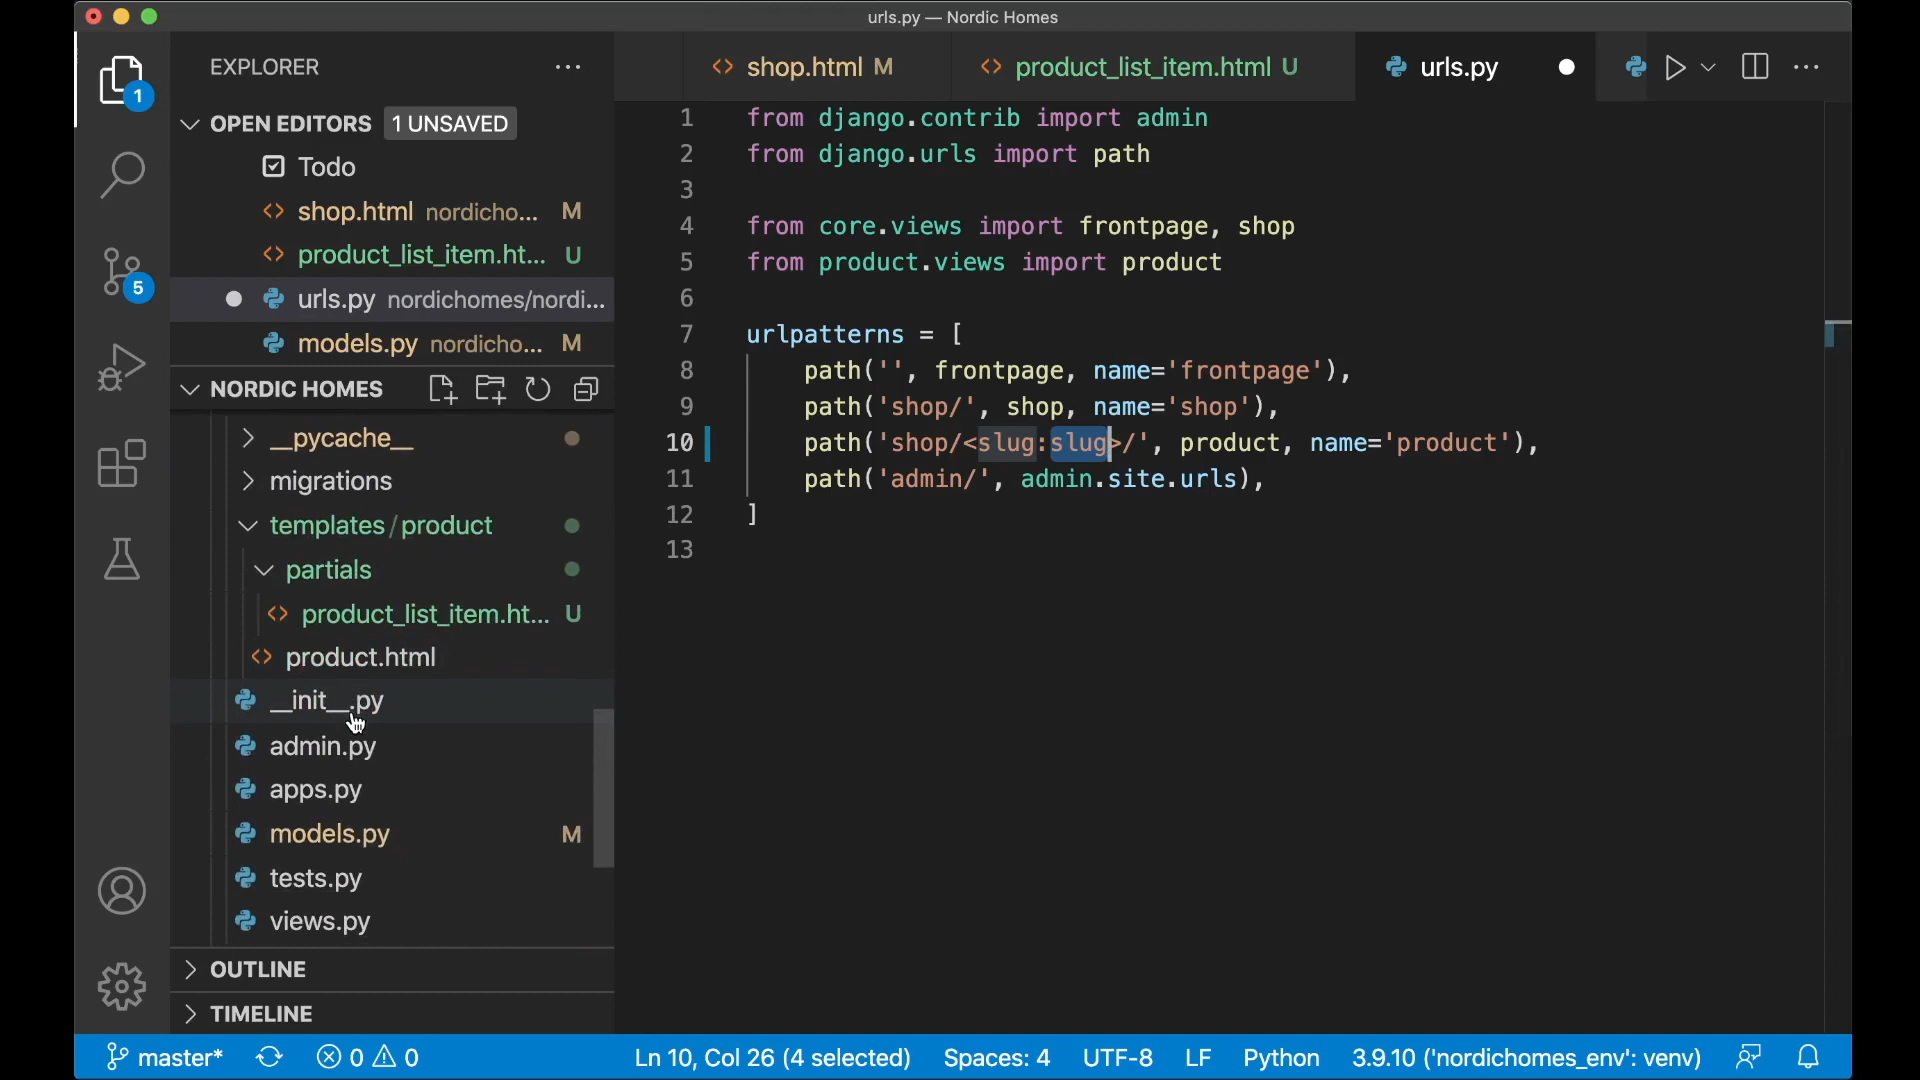 urls.py — Nordic Homes
EXPLORER
OPEN EDITORS 1 UNSAVED
Todo
shop.html nordicho... M
product_list_item.ht... U
urls.py nordichomes/nordi...
models.py nordicho... M
NORDIC HOMES
__pycache__
migrations
templates/product
partials
product_list_item.ht... U
product.html
__init__.py
admin.py
apps.py
models.py M
tests.py
views.py
OUTLINE
TIMELINE
1
5
shop.html M
product_list_item.html U
urls.py
1 from django.contrib import admin
2 from django.urls import path
3
4 from core.views import frontpage, shop
5 from product.views import product
6
7 urlpatterns = [
8 path('', frontpage, name='frontpage'),
9 path('shop/', shop, name='shop'),
10 path('shop/<slug:slug>/', product, name='product'),
11 path('admin/', admin.site.urls),
12 ]
13
master* 0 0 Ln 10, Col 26 (4 selected) Spaces: 4 UTF-8 LF Python 3.9.10 ('nordichomes_env': venv)